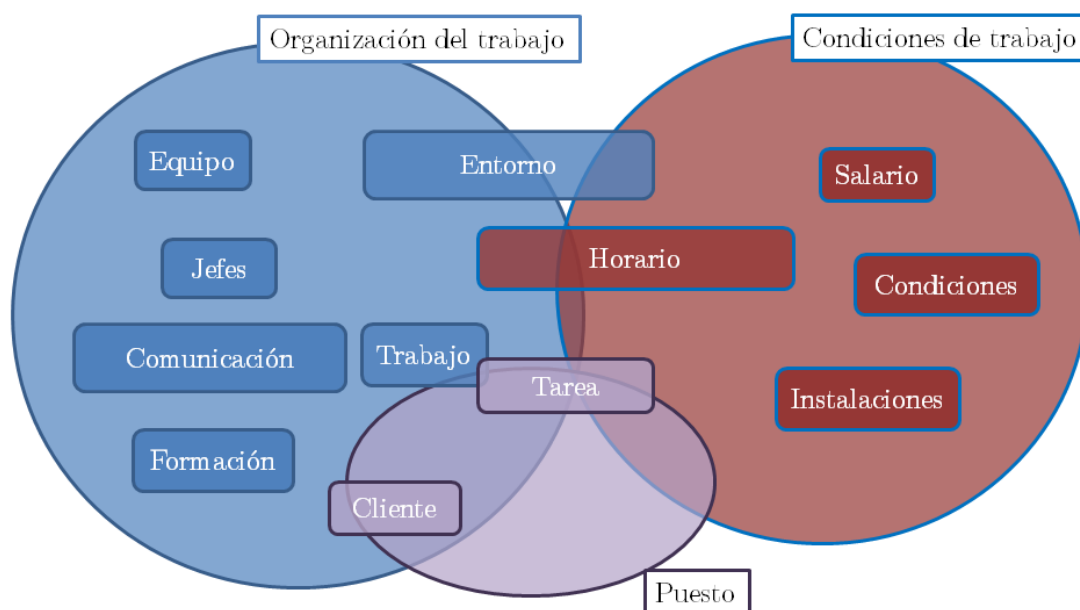 Organización del trabajo
Condiciones de trabajo
Equipo
Entorno
Salario
Jefes
Horario
Condiciones
Comunicación
Trabajo
Tarea
Instalaciones
Formación
Cliente
Puesto